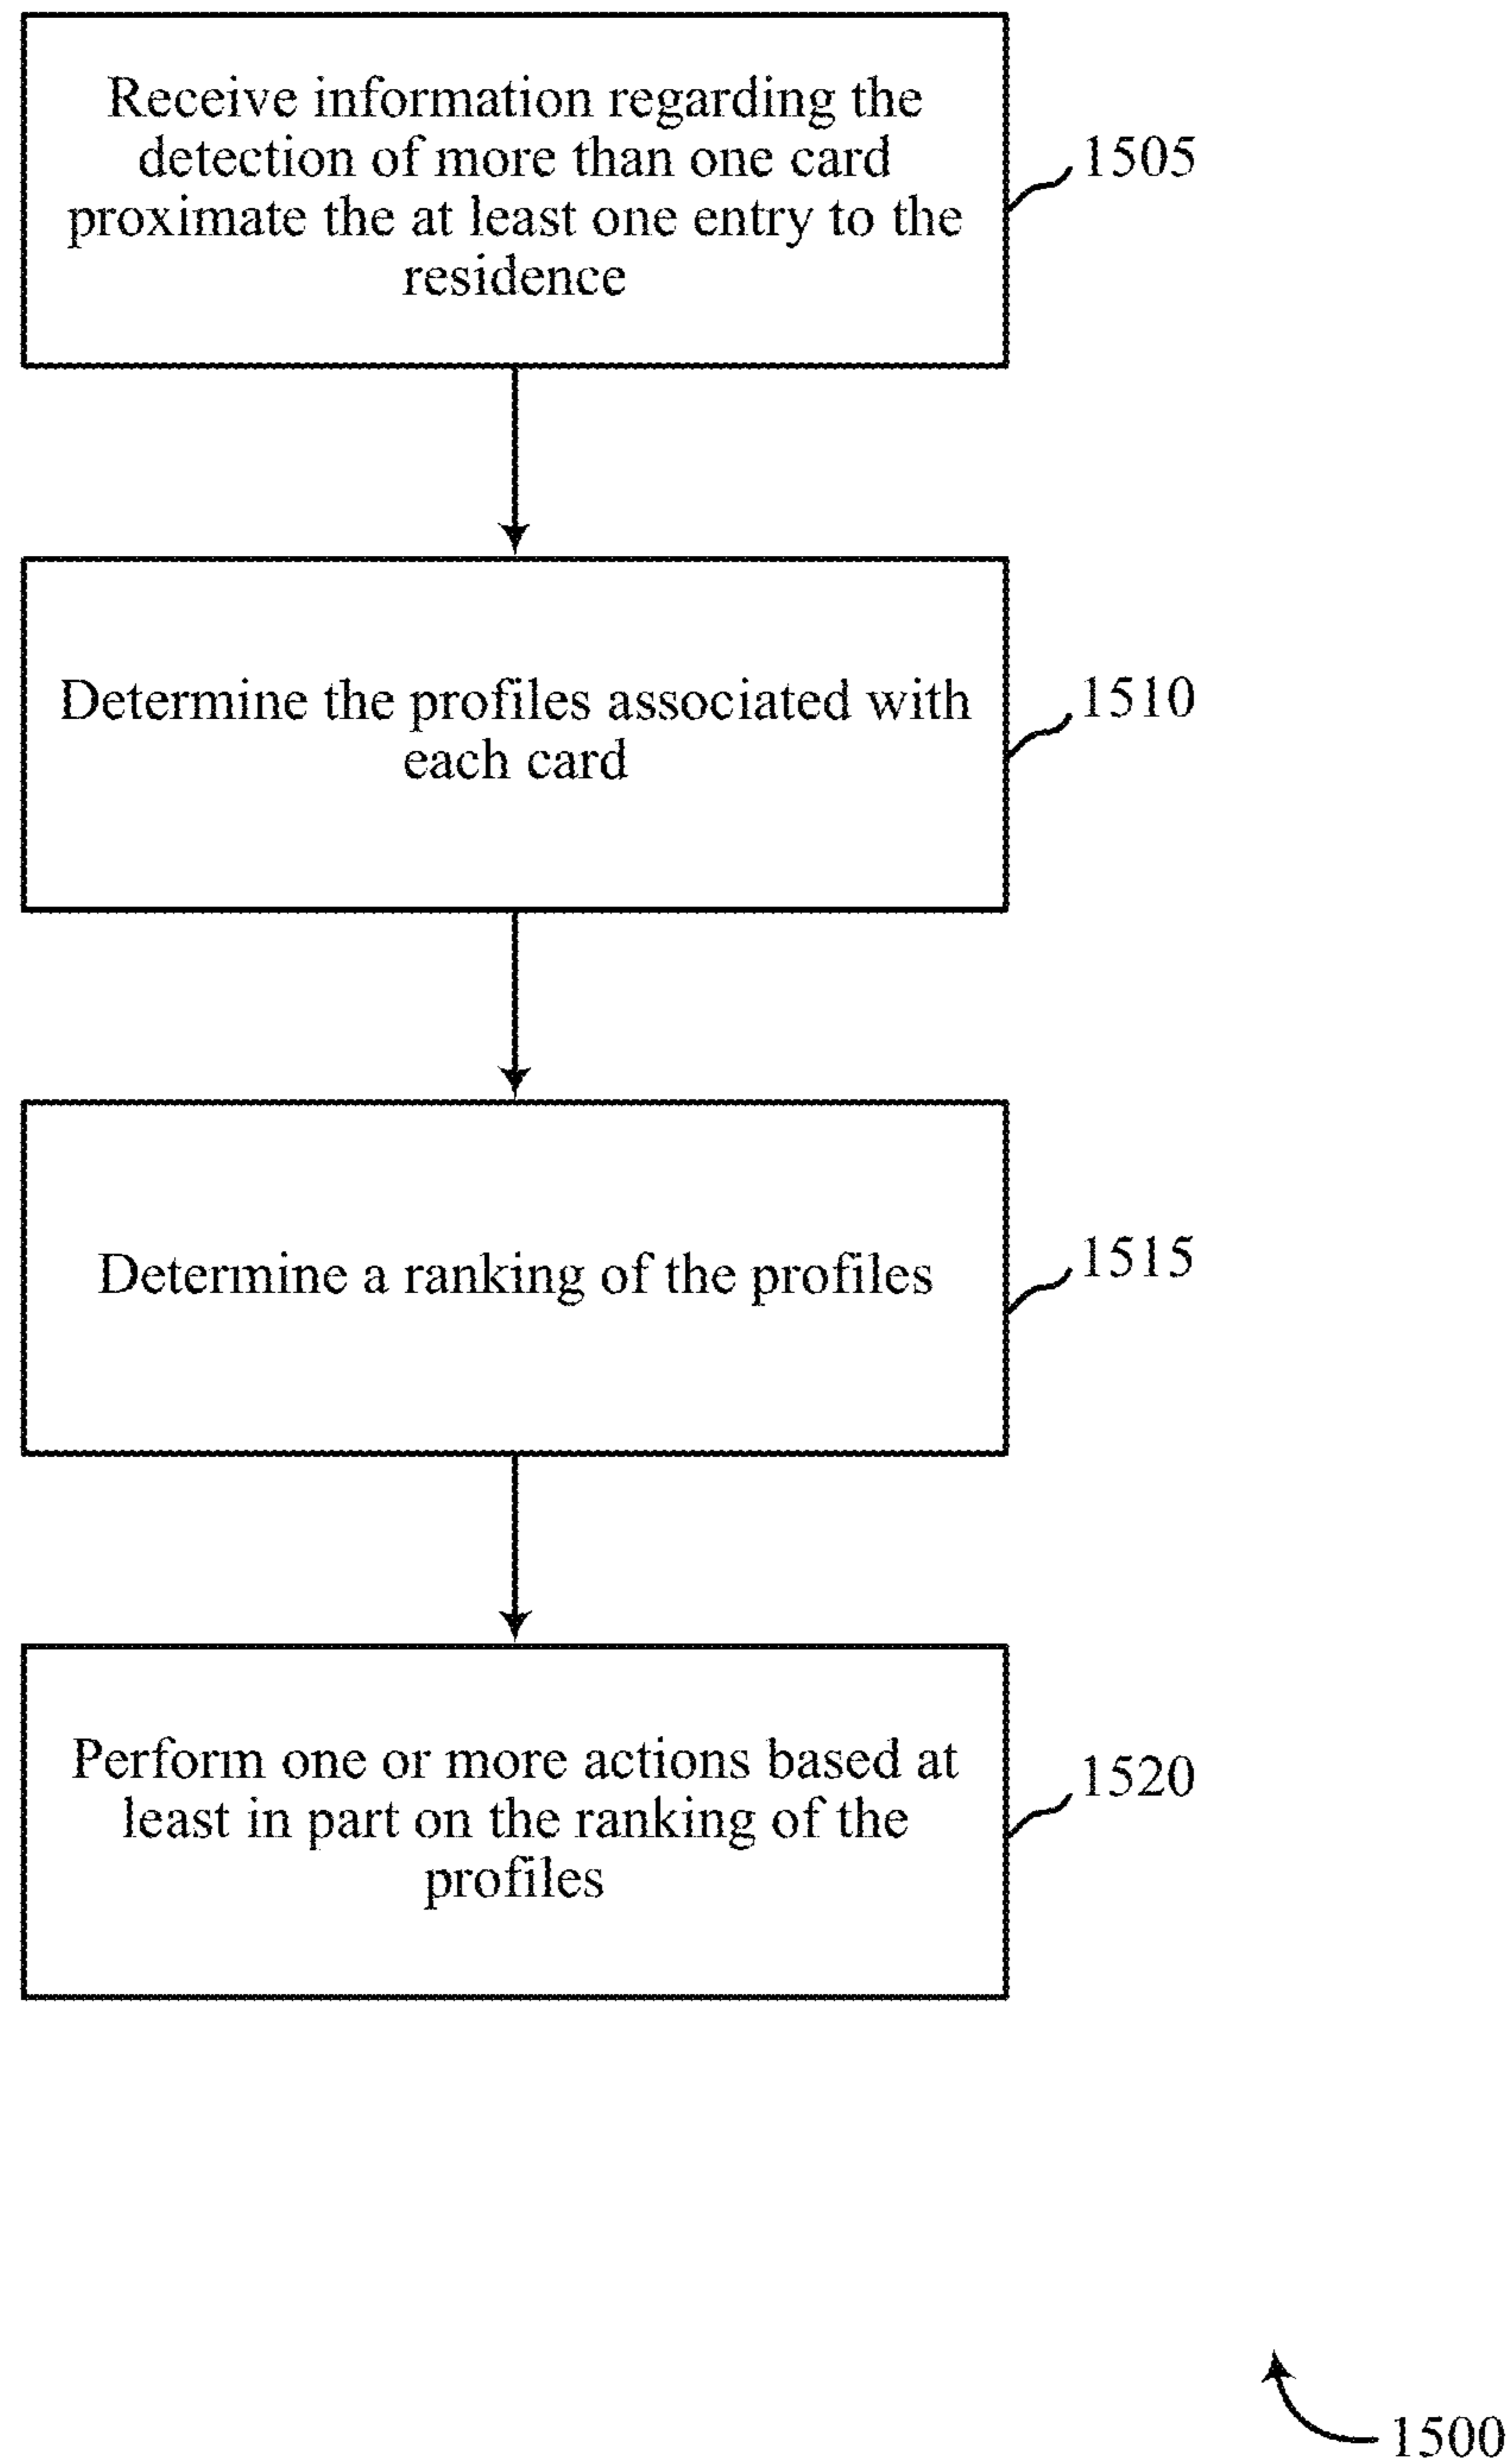 Receive information regarding the
detection of more than one card
proximate the at least one entry to the
residence
1505
Determine the profiles associated with
each card
1510
Determine a ranking of the profiles
1515
Perform one or more actions based at
least in part on the ranking of the
profiles
1520
1500